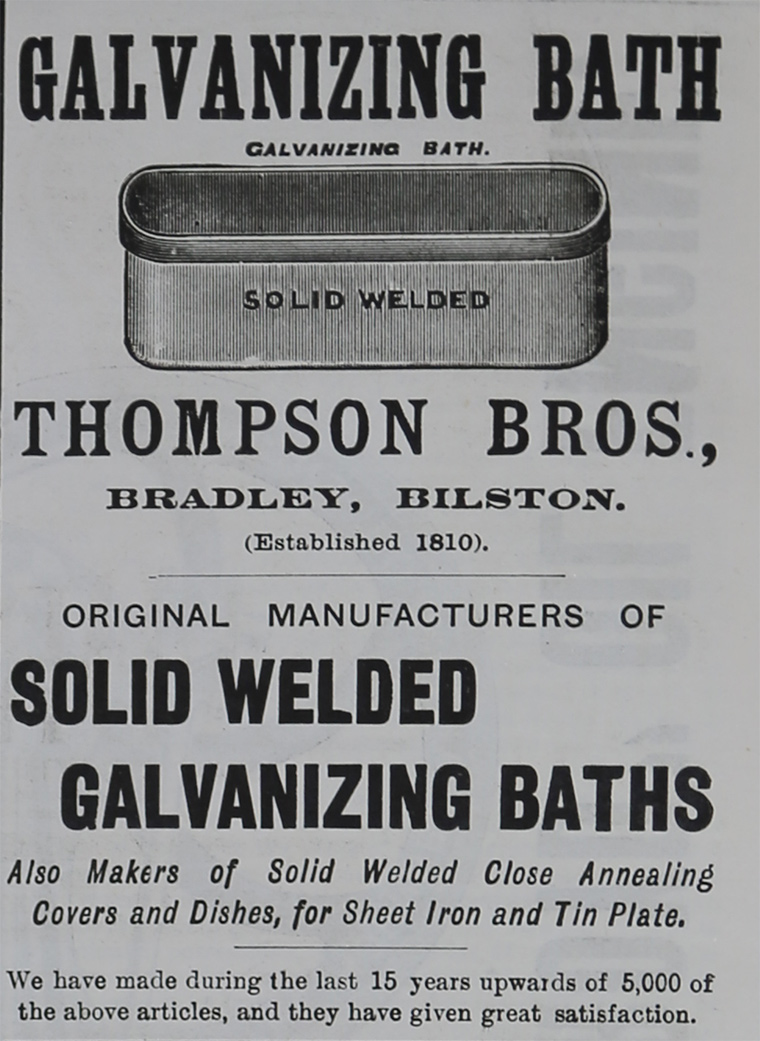 GALVANIZING BATH
GALVANIZING BATH.
SOLID WELDED
THOMPSON BROS.,
BRADLEY, BILSTON.
(Established 1810).
ORIGINAL MANUFACTURERS OF
SOLID WELDED
GALVANIZING BATHS
Also Makers of Solid Welded Close Annealing
Covers and Dishes, for Sheet Iron and Tin Plate.
We have made during the last 15 years upwards of 5,000 of
the above articles, and they have given great satisfaction.